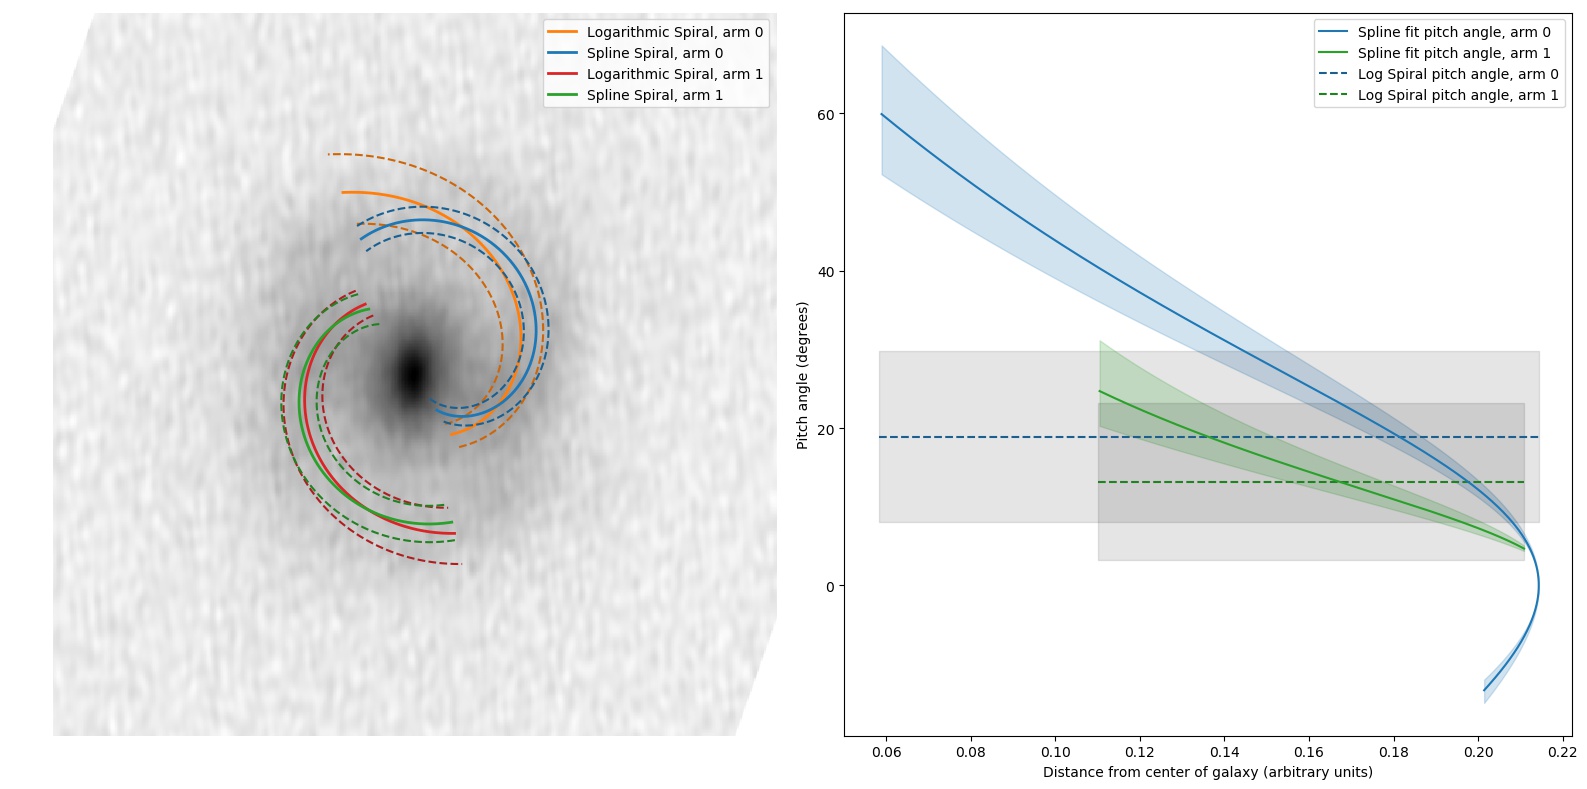 Logarithmic Spiral, arm 0
Spline Spiral, arm 0
Logarithmic Spiral, arm 1
Spline Spiral, arm 1
Spline fit pitch angle, arm 0
Spline fit pitch angle, arm 1
Log Spiral pitch angle, arm 0
Log Spiral pitch angle, arm 1
Pitch angle (degrees)
60
40
20
0
0.06 0.08 0.10 0.12 0.14 0.16 0.18 0.20 0.22
Distance from center of galaxy (arbitrary units)